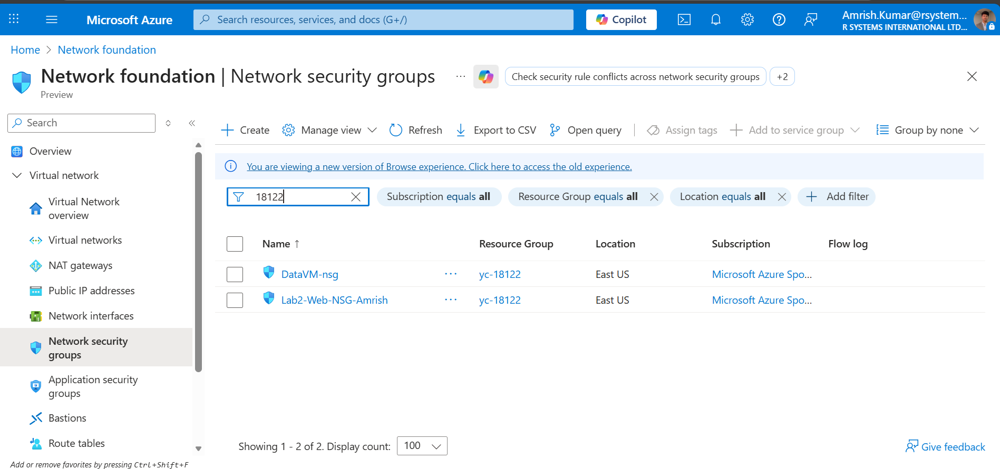 Microsoft Azure
Search resources, services, and docs (G+/)
Copilot
Amrish.Kumar@rsystem...
R SYSTEMS INTERNATIONAL LTD...
Home > Network foundation
Network foundation | Network security groups
...
Check security rule conflicts across network security groups
+2
Preview
Search
Overview
Virtual network
Virtual Network
overview
Virtual networks
NAT gateways
Public IP addresses
Network interfaces
Network security
groups
Application security
groups
Bastions
Route tables
Add or remove favorites by pressing Ctrl+Shift+F
Create
Manage view
Refresh
Export to CSV
Open query
Assign tags
Add to service group
Group by none
You are viewing a new version of Browse experience. Click here to access the old experience.
18122
Subscription equals all
Resource Group equals all
Location equals all
Add filter
Name ↑ Resource Group Location Subscription Flow log
DataVM-nsg ... yc-18122 East US Microsoft Azure Spo...
Lab2-Web-NSG-Amrish ... yc-18122 East US Microsoft Azure Spo...
Showing 1 - 2 of 2. Display count: 100
Give feedback